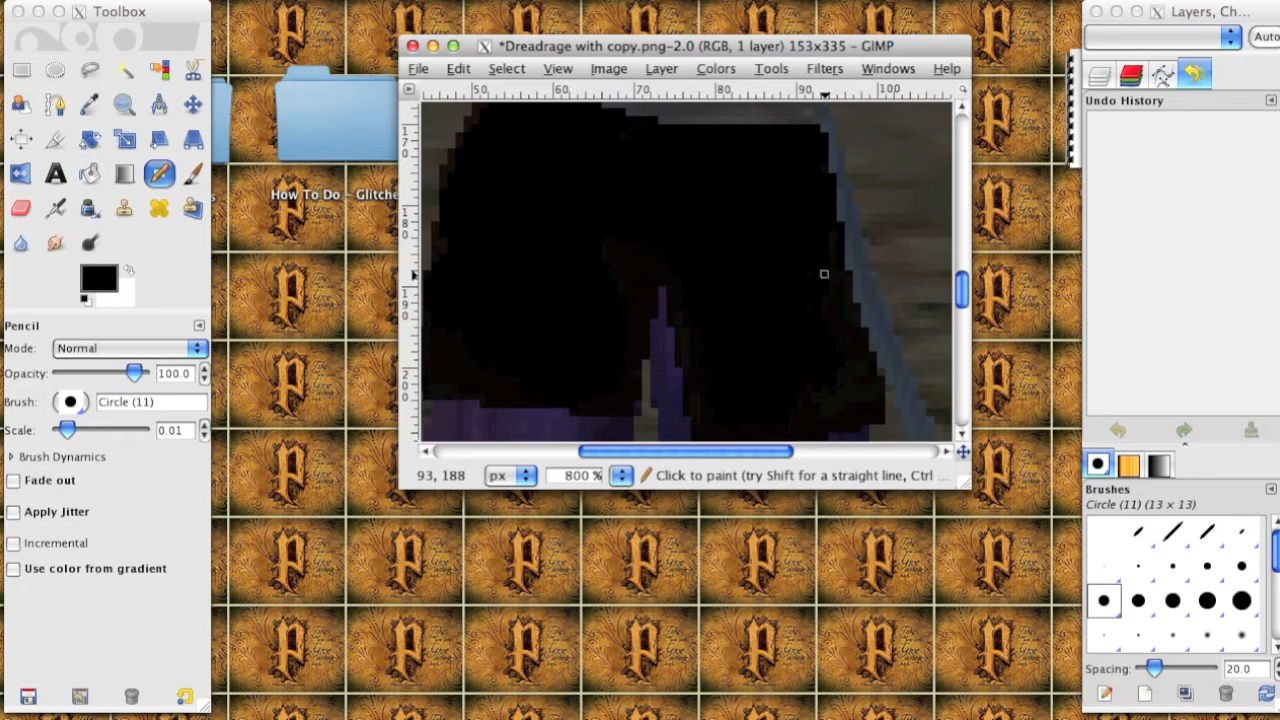 Toolbox
Pencil
Mode: Normal
Opacity: 100.0
Brush: Circle (11)
Scale: 0.01
Brush Dynamics
Fade out
Apply Jitter
Incremental
Use color from gradient
How To Do - Glitche
*Dreadrage with copy.png-2.0 (RGB, 1 layer) 153x335 – GIMP
File Edit Select View Image Layer Colors Tools Filters Windows Help
50 60 70 80 90 100
170
180
190
200
93, 188 px 800 % Click to paint (try Shift for a straight line, Ctrl ...
Layers, Ch...
Auto
Undo History
Brushes
Circle (11) (13 × 13)
Spacing: 20.0